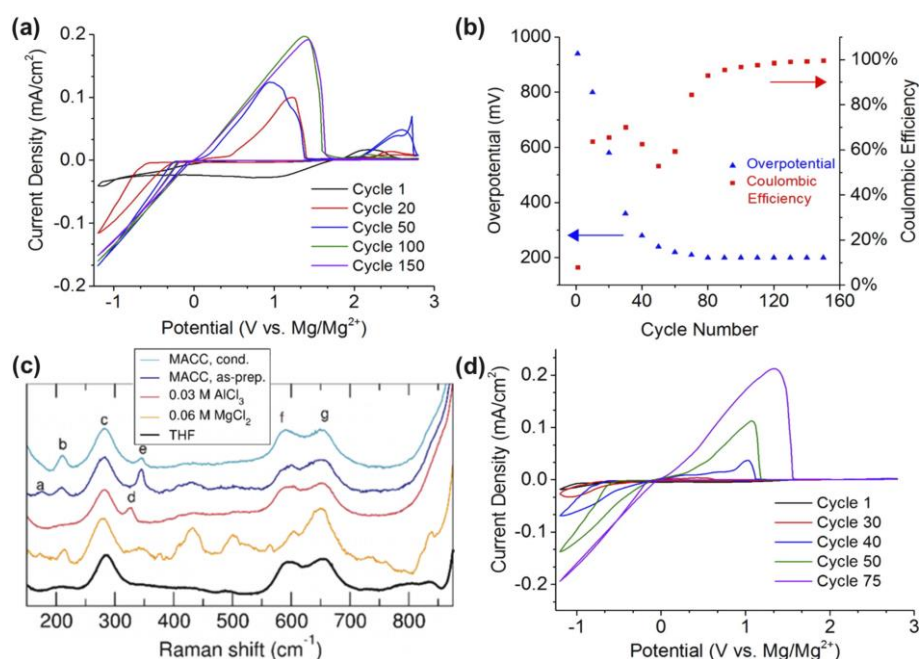 (a)
0.2
0.1
0.0
-0.1
0.2
-1
0
1
2
3
Current Density (mA/cm²)
Potential (V vs. Mg/Mg²⁺)
Cycle 1
Cycle 20
Cycle 50
Cycle 100
Cycle 150
(b)
1000
800
600
400
200
0
40
80
120
160
100%
80%
60%
40%
20%
0%
Overpotential (mV)
Coulombic Efficiency
Cycle Number
Overpotential
Coulombic
Efficiency
(c)
MACC, cond.
MACC, as-prep.
0.03 M AlCl₃
0.06 M MgCl₂
THF
a
b
c
d
e
f
g
150
200
300
400
500
600
700
800
Raman shift (cm⁻¹)
(d)
0.2
0.1
0.0
-0.1
-0.2
-1
0
1
2
3
Current Density (mA/cm²)
Potential (V vs. Mg/Mg²⁺)
Cycle 1
Cycle 30
Cycle 40
Cycle 50
Cycle 75